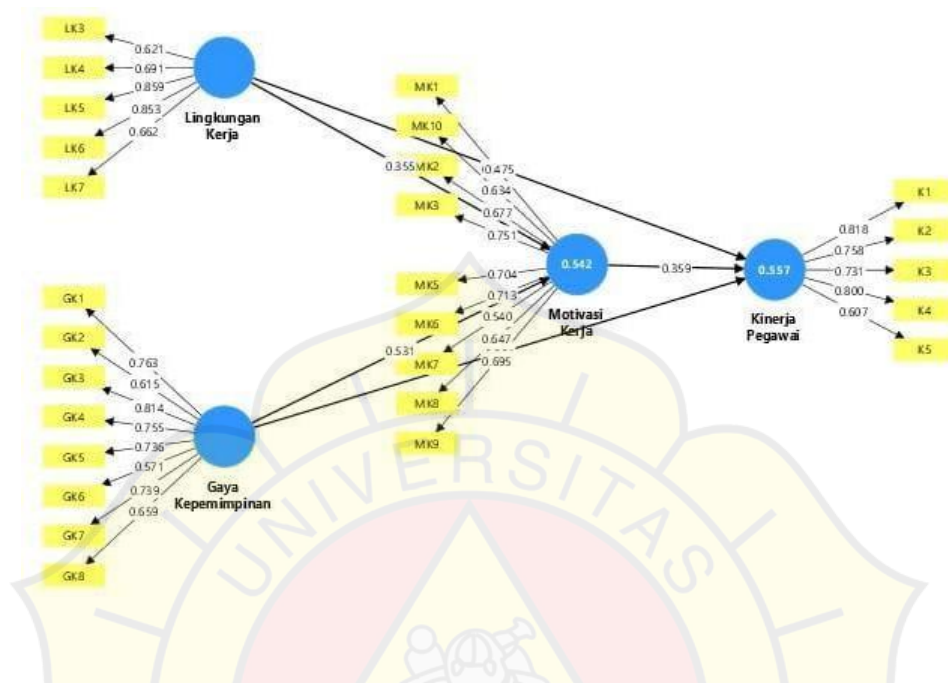 LK3
LK4
LK5
LK6
LK7
0.621
0.691
0.859
0.853
0.662
Lingkungan
Kerja
MK1
MK10
MK2
MK3
MK5
MK6
MK7
MK8
MK9
0.634
0.677
0.751
0.704
0.713
0.540
0.647
0.695
0.355
0.475
0.531
0.542
Motivasi
Kerja
0.359
0.557
Kinerja
Pegawai
0.818
0.758
0.731
0.800
0.607
K1
K2
K3
K4
K5
GK1
GK2
GK3
GK4
GK5
GK6
GK7
GK8
0.763
0.615
0.814
0.755
0.736
0.571
0.739
0.659
Gaya
Kepemimpinan
UNIVERSITAS